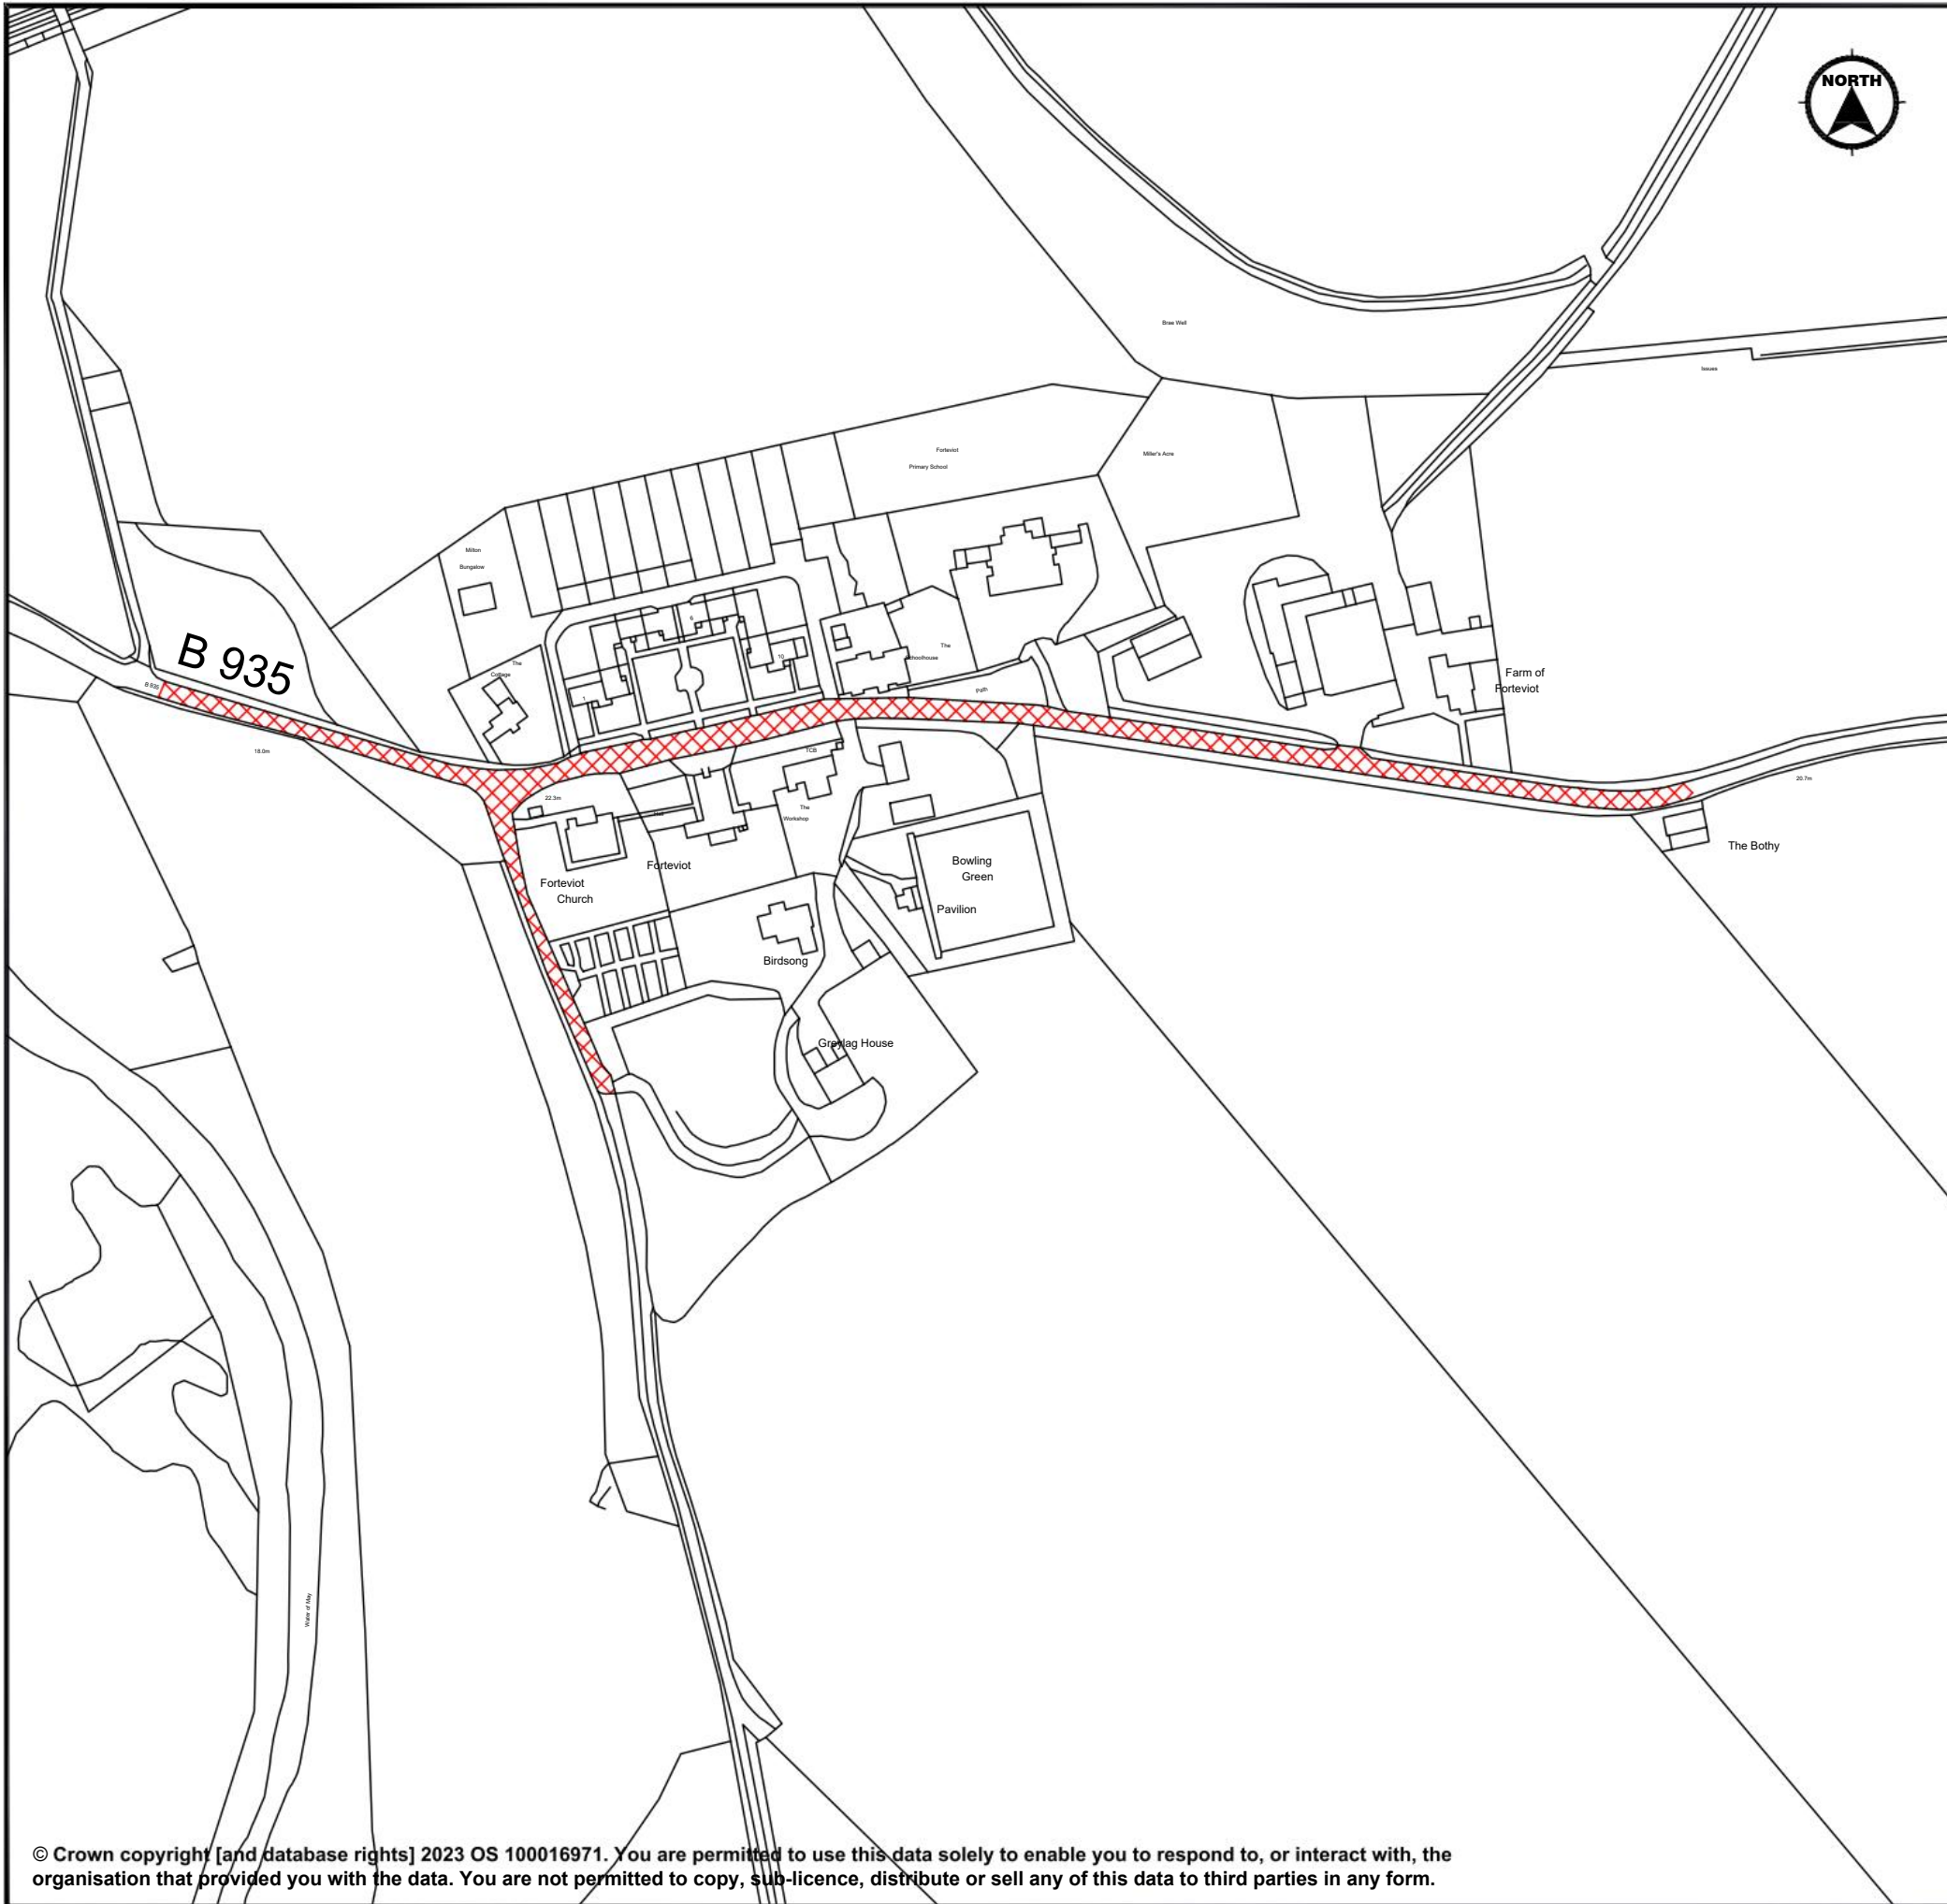 NORTH
Brae Well
Issues
Forteviot
Primary School
Miller's Acre
Milton
Bungalow
6
B 935
The
Cottage
10
The
Schoolhouse
1
Farm of
Forteviot
B 935
Path
18.0m
TCB
20.7m
22.3m
Hall
The
Workshop
The Bothy
Forteviot
Bowling
Green
Forteviot
Church
Pavilion
Birdsong
Greylag House
Water of May
© Crown copyright [and database rights] 2023 OS 100016971. You are permitted to use this data solely to enable you to respond to, or interact with, the
organisation that provided you with the data. You are not permitted to copy, sub-licence, distribute or sell any of this data to third parties in any form.